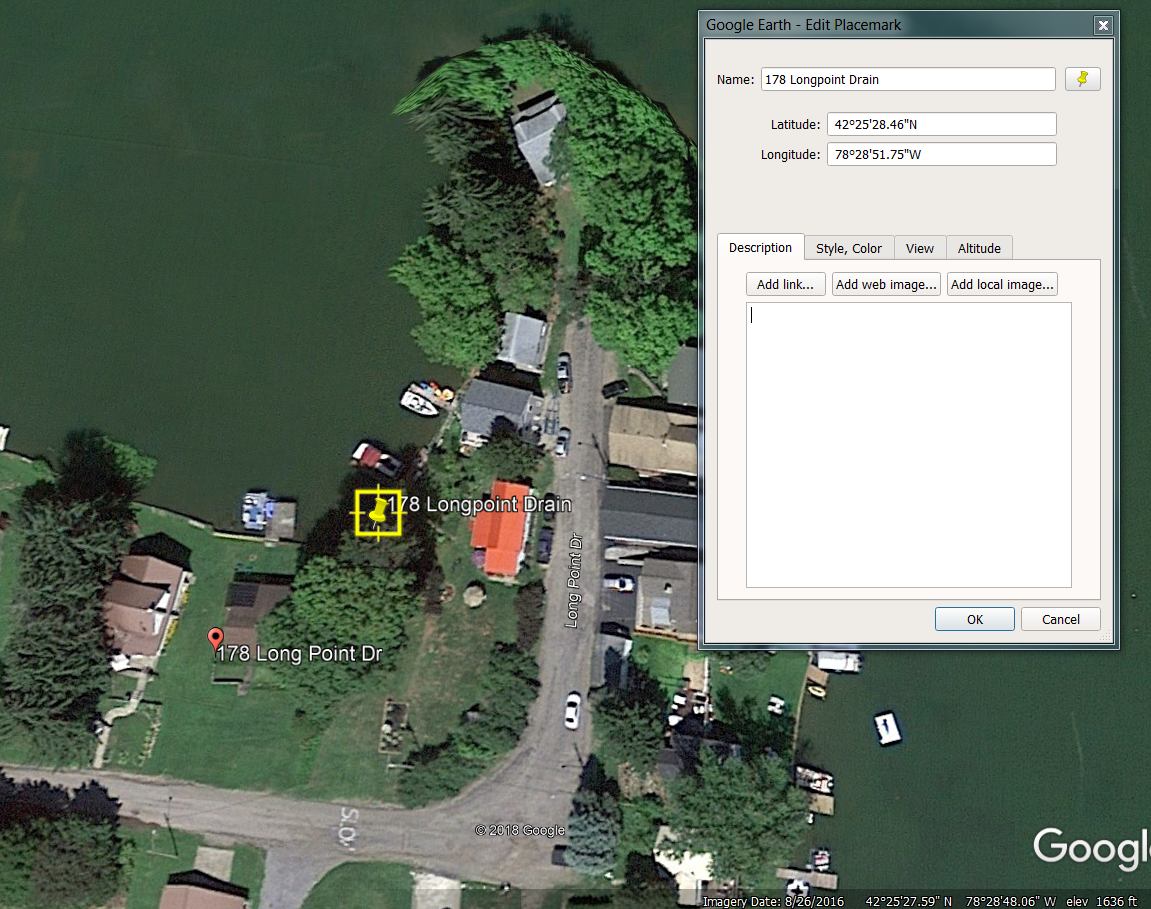 Google Earth - Edit Placemark
Name: 178 Longpoint Drain
Latitude: 42°25'28.46"N
Longitude: 78°28'51.75"W
Description Style, Color View Altitude
Add link... Add web image... Add local image...
OK Cancel
178 Longpoint Drain
Long Point Dr
178 Long Point Dr
© 2018 Google
Google
Imagery Date: 8/26/2016 42°25'27.59" N 78°28'48.06" W elev 1636 ft